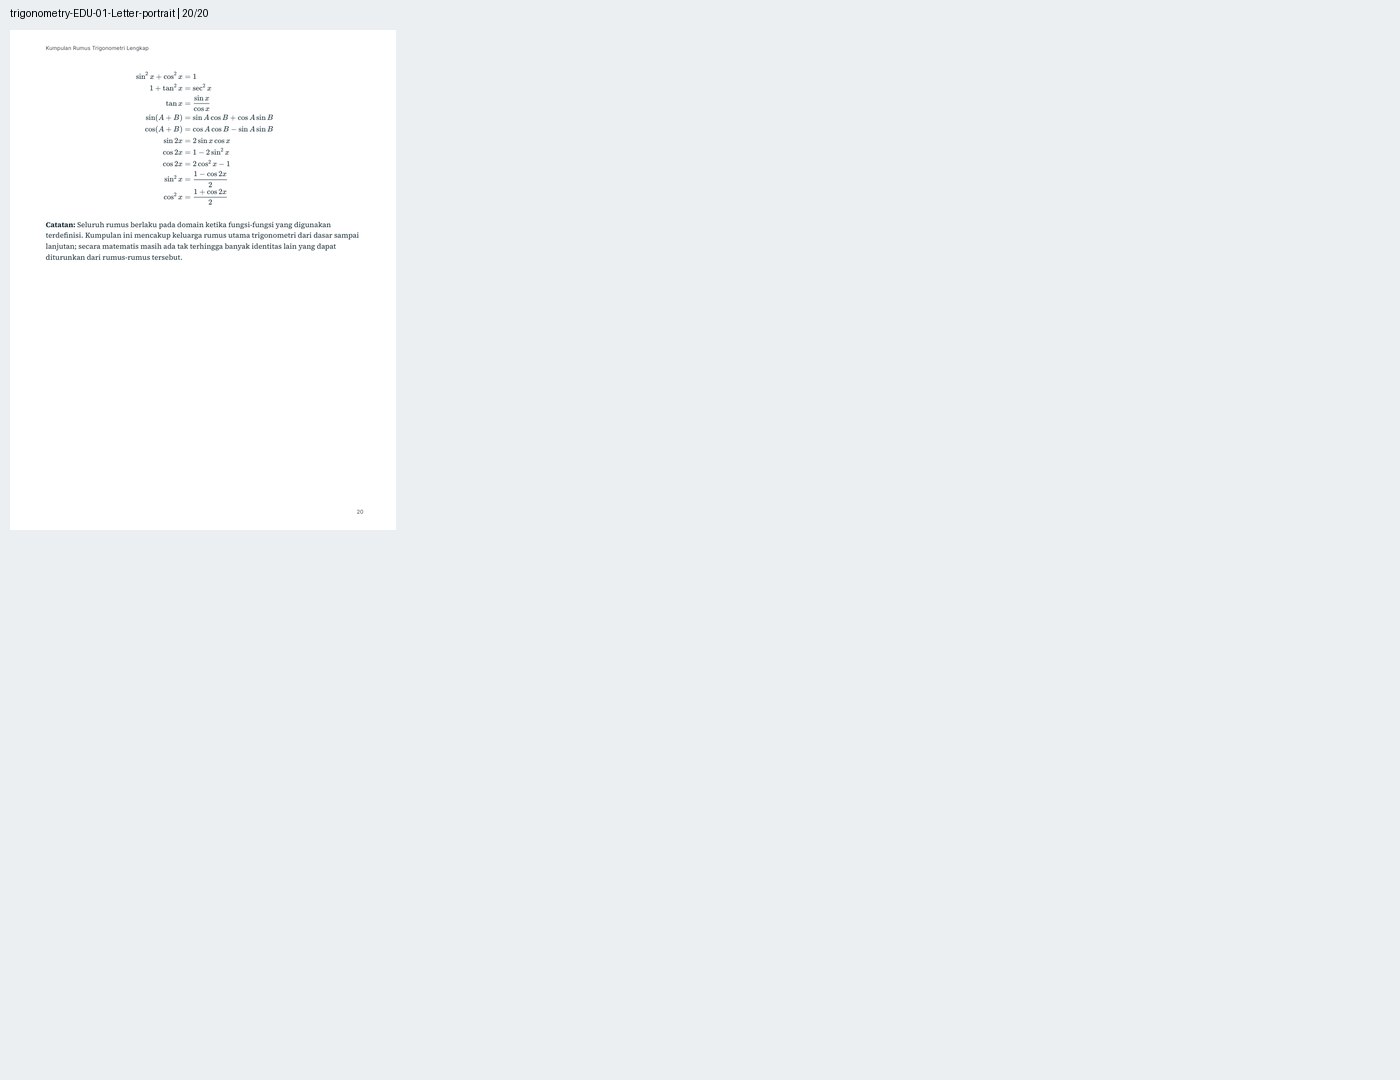 trigonometry-EDU-01-Letter-portrait | 20/20
Kumpulan Rumus Trigonometri Lengkap
sin² x + cos² x = 1
1 + tan² x = sec² x
tan x = sin x / cos x
sin(A + B) = sin A cos B + cos A sin B
cos(A + B) = cos A cos B − sin A sin B
sin 2x = 2 sin x cos x
cos 2x = 1 − 2 sin² x
cos 2x = 2 cos² x − 1
sin² x = (1 − cos 2x) / 2
cos² x = (1 + cos 2x) / 2
Catatan: Seluruh rumus berlaku pada domain ketika fungsi-fungsi yang digunakan
terdefinisi. Kumpulan ini mencakup keluarga rumus utama trigonometri dari dasar sampai
lanjutan; secara matematis masih ada tak terhingga banyak identitas lain yang dapat
diturunkan dari rumus-rumus tersebut.
20